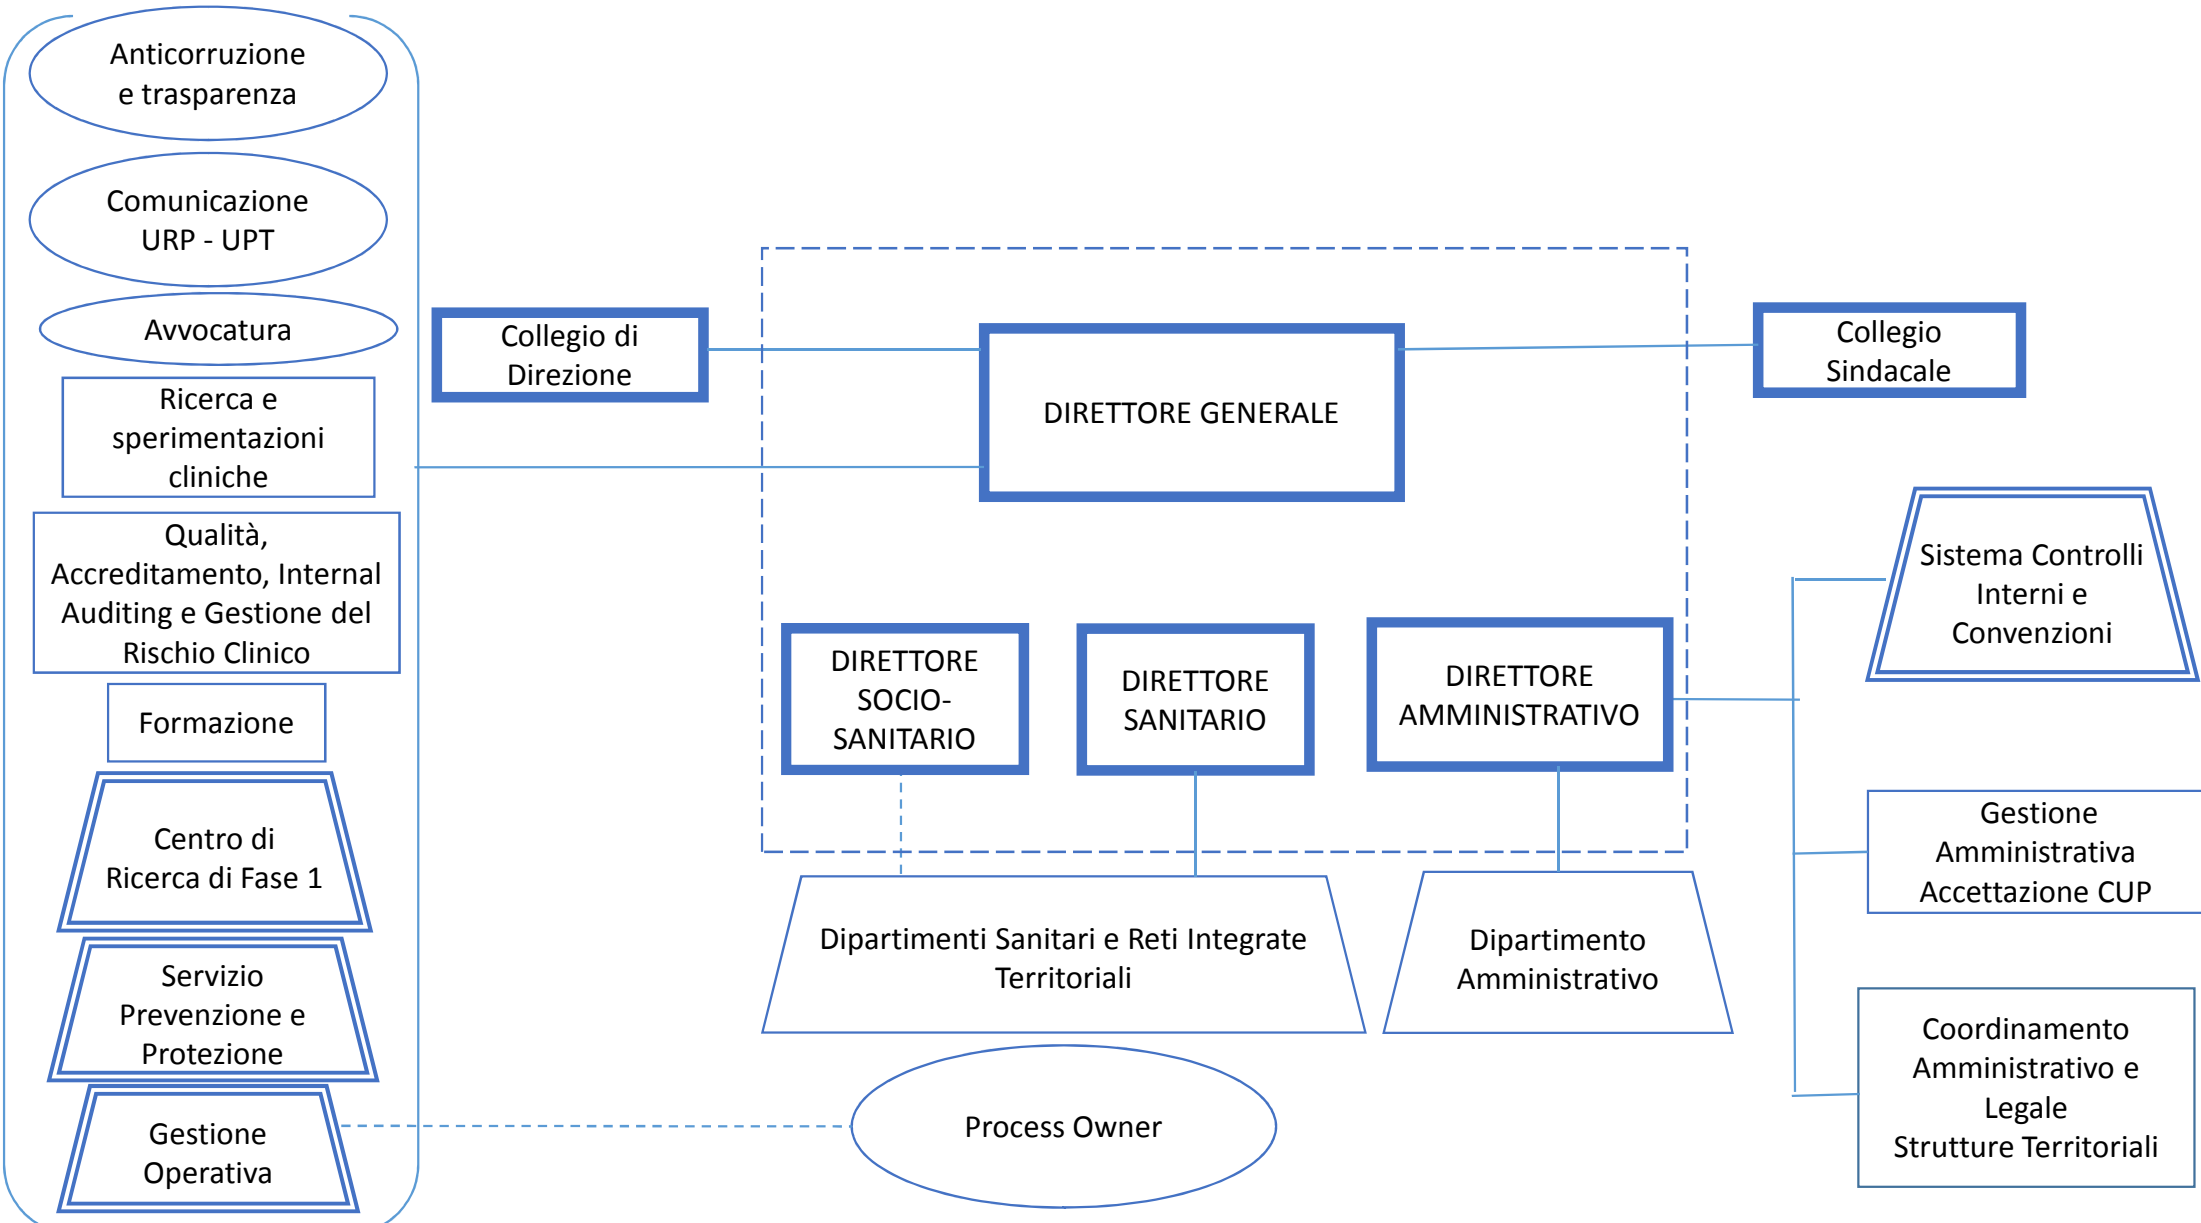 Anticorruzione
e trasparenza
Comunicazione
URP - UPT
Avvocatura
Ricerca e
sperimentazioni
cliniche
Qualità,
Accreditamento, Internal
Auditing e Gestione del
Rischio Clinico
Formazione
Centro di
Ricerca di Fase 1
Servizio
Prevenzione e
Protezione
Gestione
Operativa
Collegio di
Direzione
DIRETTORE GENERALE
Collegio
Sindacale
DIRETTORE
SOCIO-
SANITARIO
DIRETTORE
SANITARIO
DIRETTORE
AMMINISTRATIVO
Dipartimenti Sanitari e Reti Integrate
Territoriali
Dipartimento
Amministrativo
Process Owner
Sistema Controlli
Interni e
Convenzioni
Gestione
Amministrativa
Accettazione CUP
Coordinamento
Amministrativo e
Legale
Strutture Territoriali